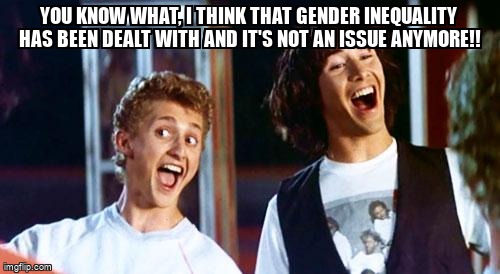 YOU KNOW WHAT, I THINK THAT GENDER INEQUALITY
HAS BEEN DEALT WITH AND IT'S NOT AN ISSUE ANYMORE!!
imgflip.com